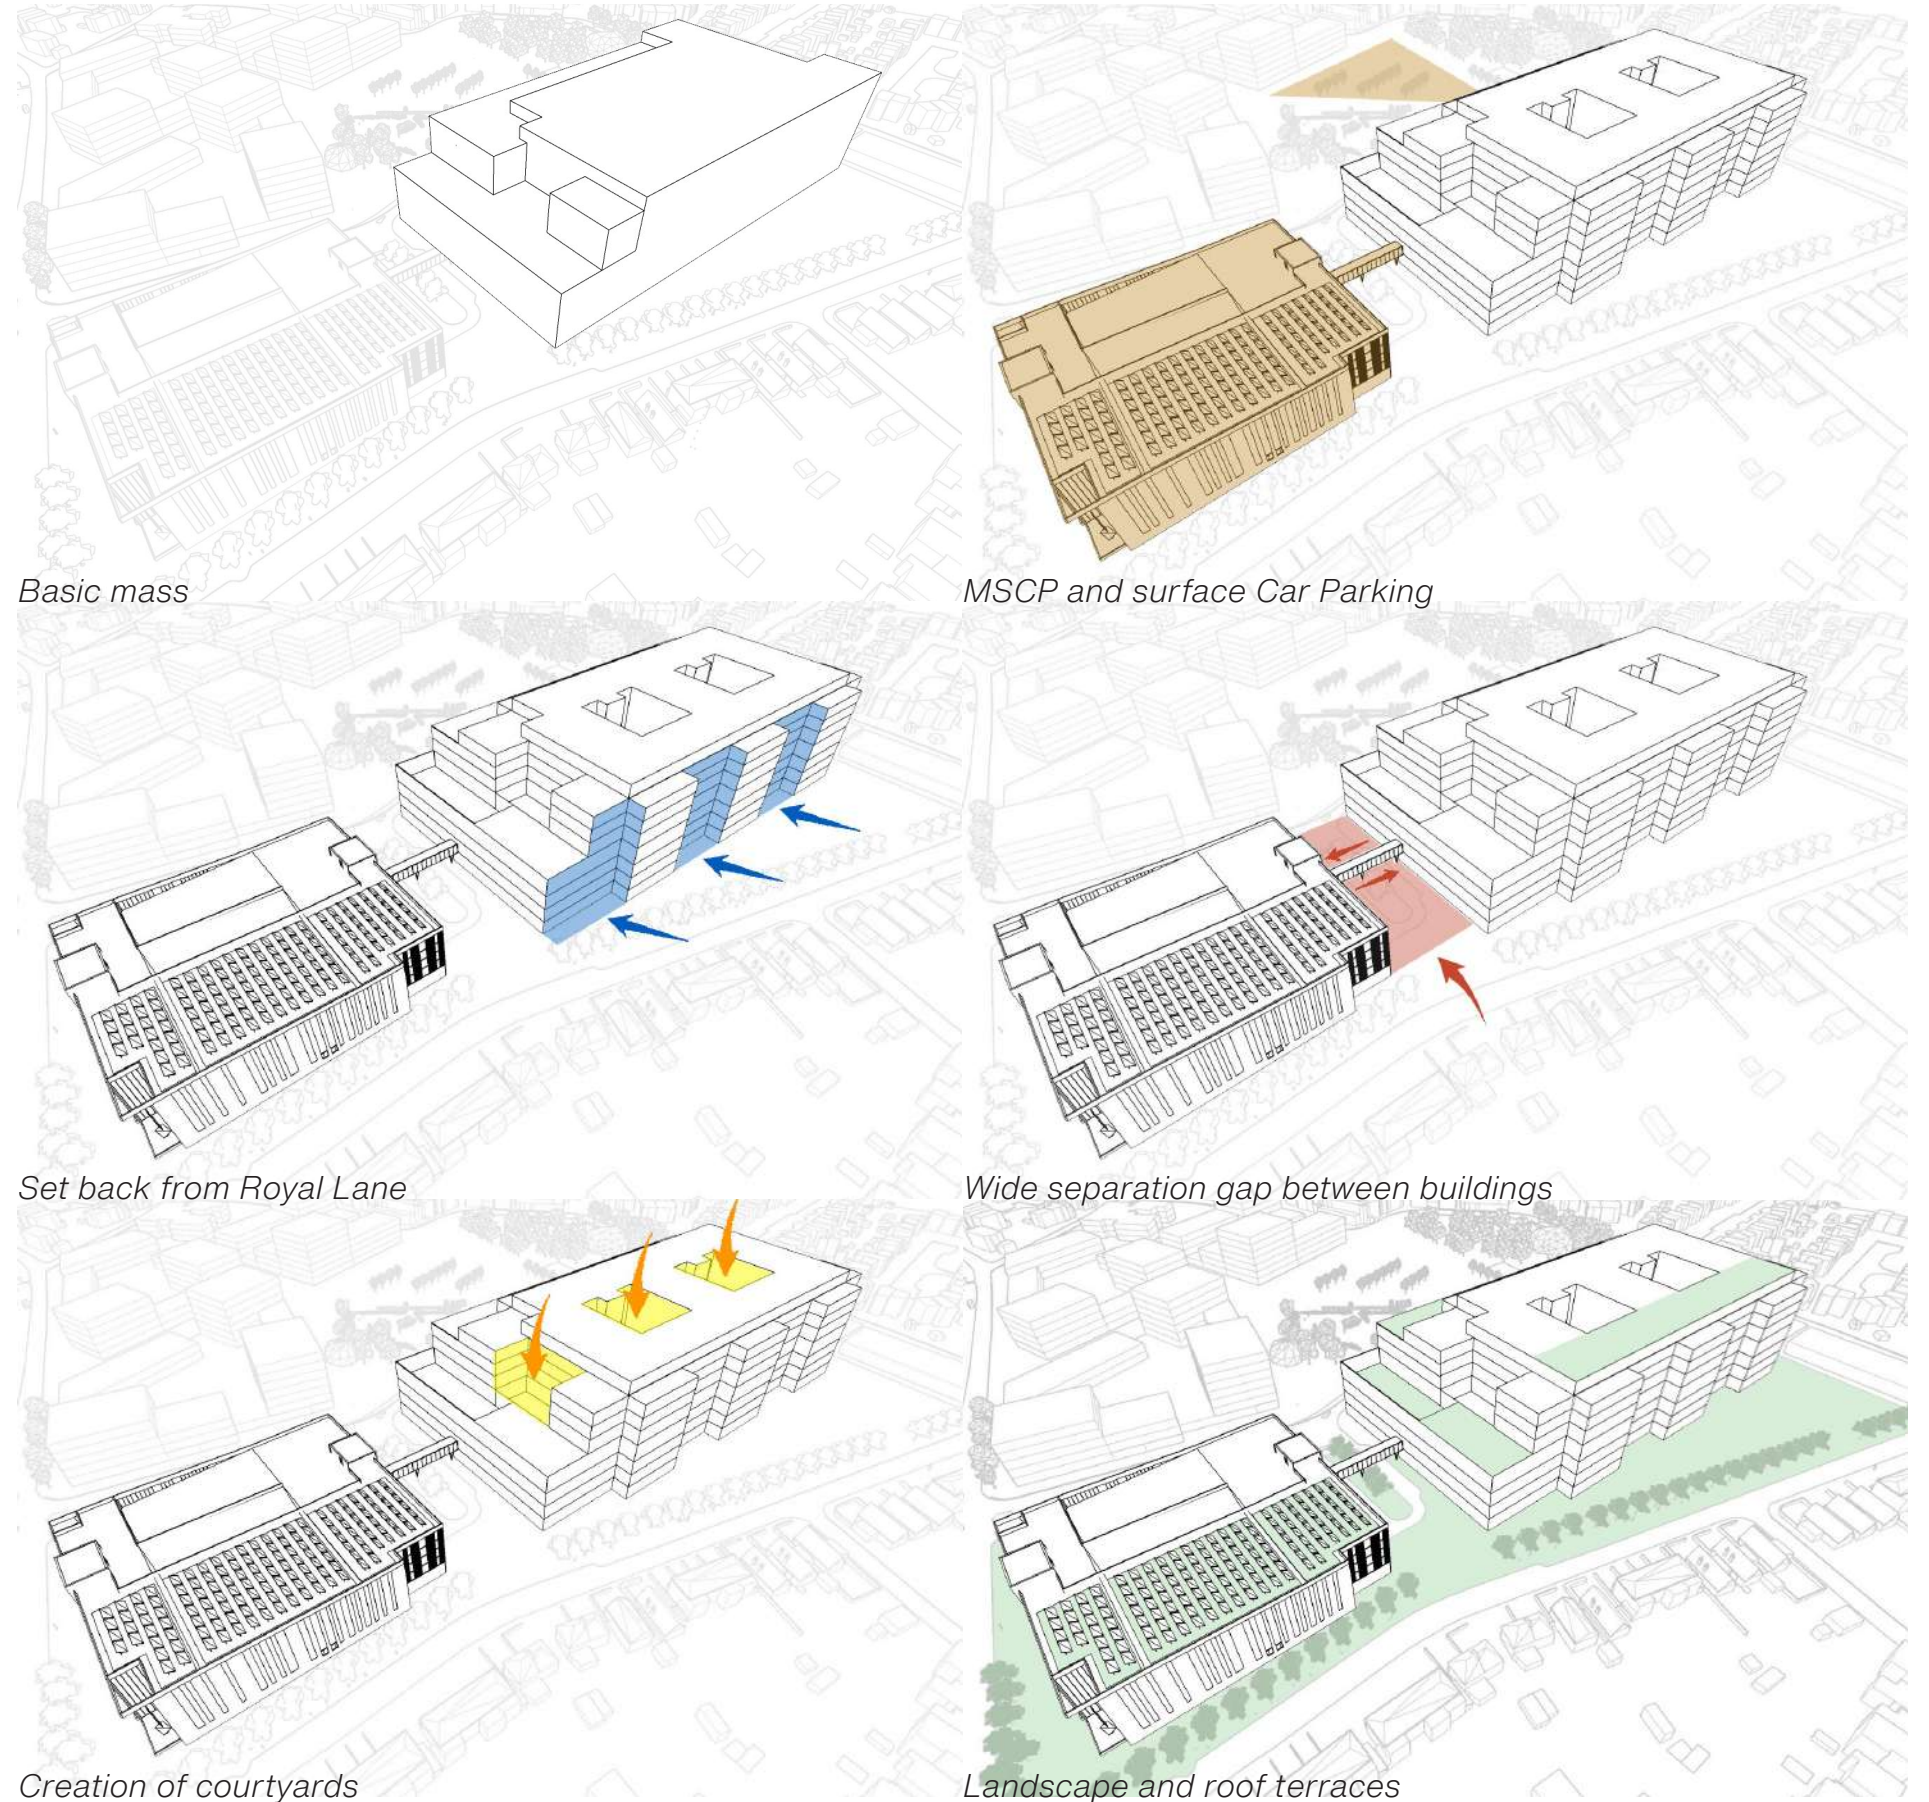 Basic mass
MSCP and surface Car Parking
Set back from Royal Lane
Wide separation gap between buildings
Creation of courtyards
Landscape and roof terraces